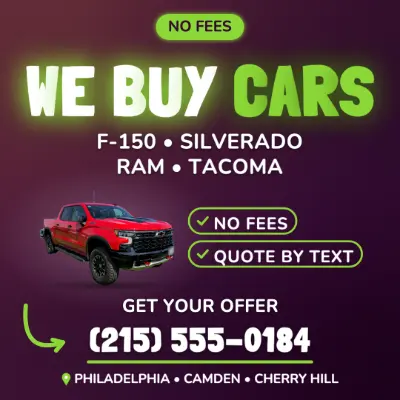 NO FEES
WE BUY CARS
F-150 • SILVERADO
RAM • TACOMA
NO FEES
QUOTE BY TEXT
GET YOUR OFFER
(215) 555-0184
PHILADELPHIA • CAMDEN • CHERRY HILL